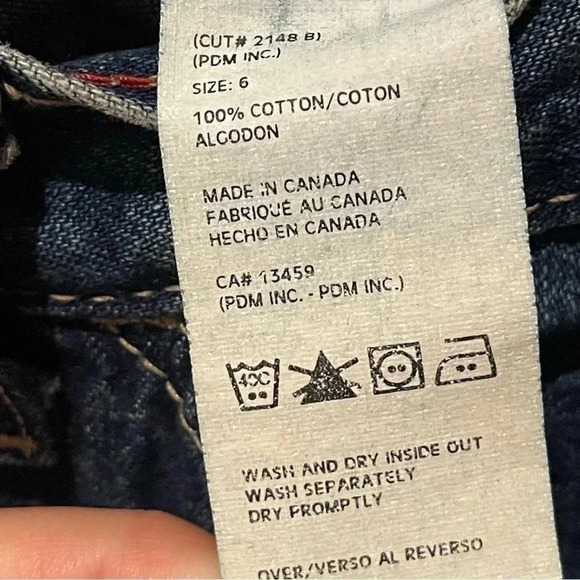 (CUT# 2148 B)
(PDM INC.)
SIZE: 6
100% COTTON/COTON
ALGODON
MADE IN CANADA
FABRIQUÉ AU CANADA
HECHO EN CANADA
CA# 13459
(PDM INC. - PDM INC.)
40C
WASH AND DRY INSIDE OUT
WASH SEPARATELY
DRY PROMPTLY
OVER/VERSO AL REVERSO